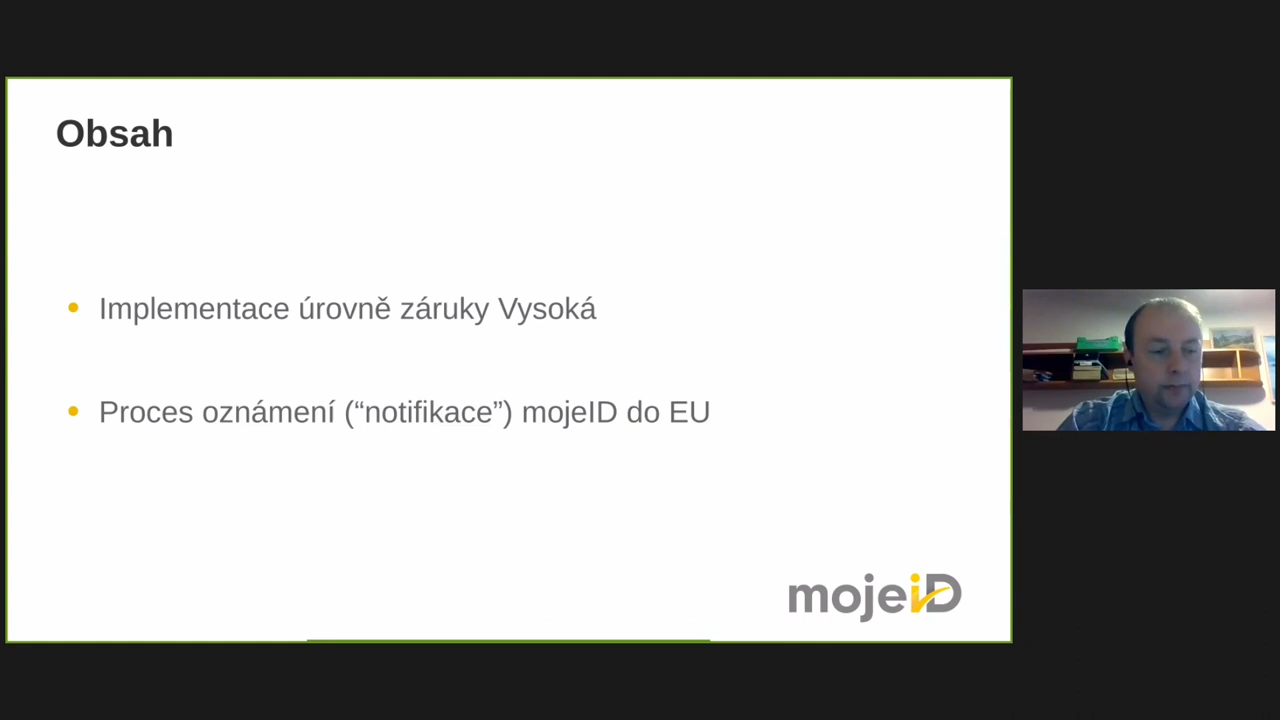 Obsah
Implementace úrovně záruky Vysoká
Proces oznámení (“notifikace”) mojeID do EU
mojeID